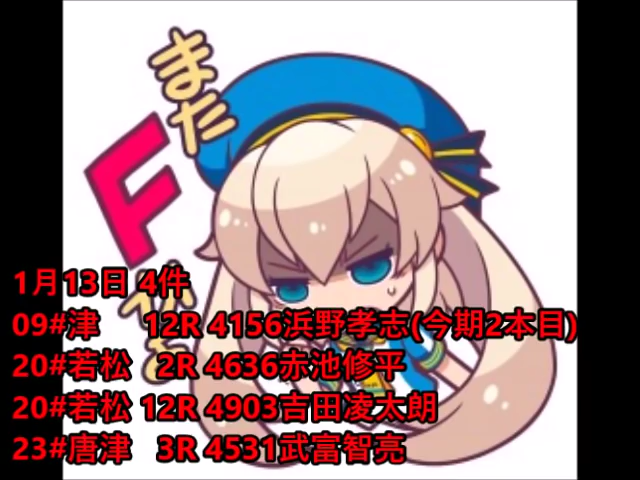 また
F
てる
1月13日 4件
09#津 12R 4156浜野孝志(今期2本目)
20#若松 2R 4636赤池修平
20#若松 12R 4903吉田凌太朗
23#唐津 3R 4531武富智亮